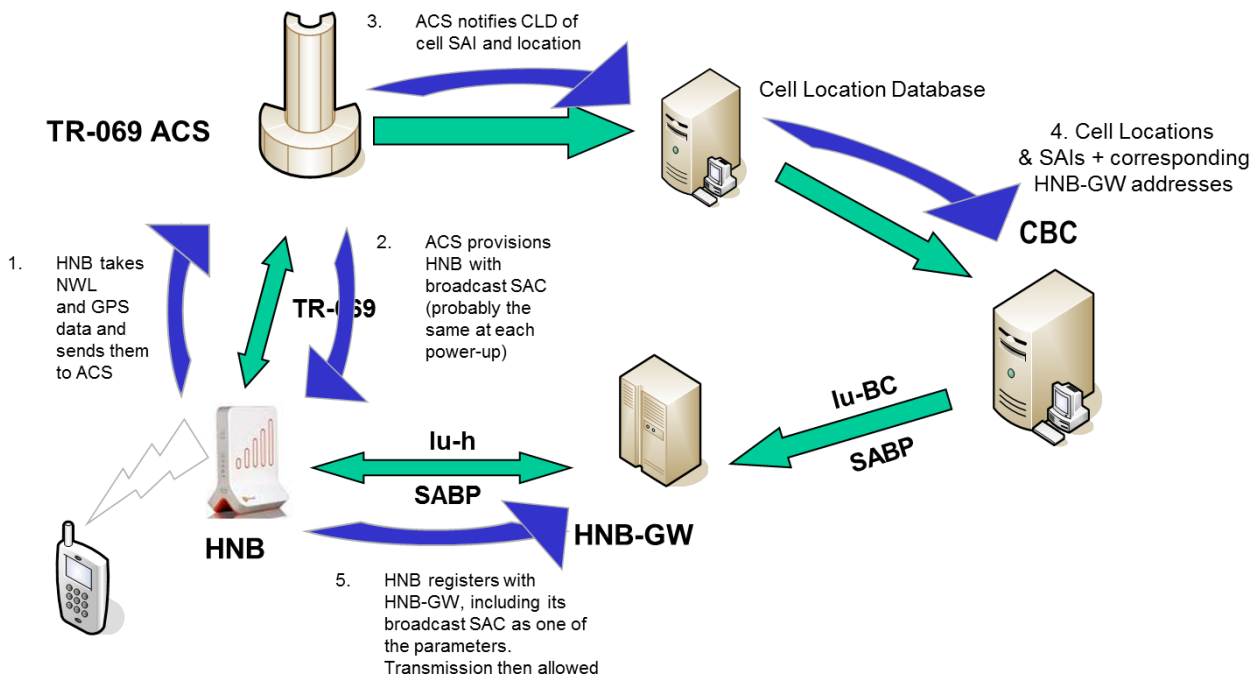 3. ACS notifies CLD of
cell SAI and location
Cell Location Database
TR-069 ACS
4. Cell Locations
& SAIs + corresponding
HNB-GW addresses
CBC
1. HNB takes
NWL
and GPS
data and
sends them
to ACS
TR-069
2. ACS provisions
HNB with
broadcast SAC
(probably the
same at each
power-up)
Iu-BC
SABP
Iu-h
SABP
HNB
HNB-GW
5. HNB registers with
HNB-GW, including its
broadcast SAC as one of
the parameters.
Transmission then allowed